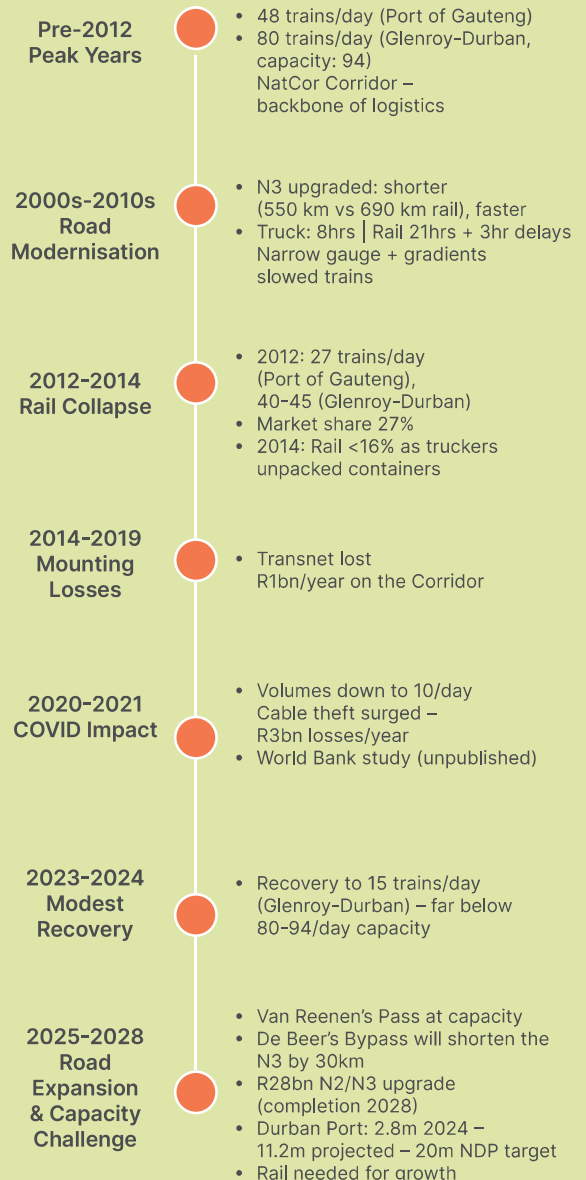 Pre-2012
Peak Years
• 48 trains/day (Port of Gauteng)
• 80 trains/day (Glenroy-Durban,
capacity: 94)
NatCor Corridor –
backbone of logistics
2000s-2010s
Road
Modernisation
• N3 upgraded: shorter
(550 km vs 690 km rail), faster
• Truck: 8hrs | Rail 21hrs + 3hr delays
Narrow gauge + gradients
slowed trains
2012-2014
Rail Collapse
• 2012: 27 trains/day
(Port of Gauteng),
40-45 (Glenroy-Durban)
• Market share 27%
• 2014: Rail <16% as truckers
unpacked containers
2014-2019
Mounting
Losses
• Transnet lost
R1bn/year on the Corridor
2020-2021
COVID Impact
• Volumes down to 10/day
Cable theft surged –
R3bn losses/year
• World Bank study (unpublished)
2023-2024
Modest
Recovery
• Recovery to 15 trains/day
(Glenroy-Durban) – far below
80-94/day capacity
2025-2028
Road
Expansion
& Capacity
Challenge
• Van Reenen's Pass at capacity
• De Beer's Bypass will shorten the
N3 by 30km
• R28bn N2/N3 upgrade
(completion 2028)
• Durban Port: 2.8m 2024 –
11.2m projected – 20m NDP target
• Rail needed for growth